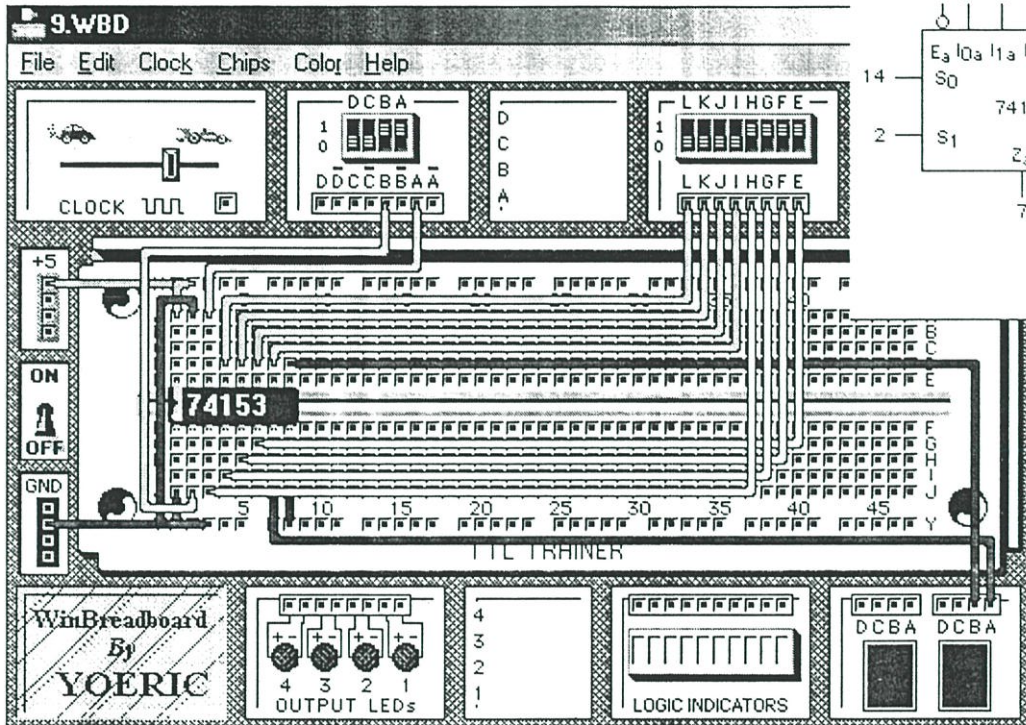 9.WBD
File Edit Clock Chips Color Help
Ea I0a I1a
14
S0
741
2
S1
7
DCBA
1
0
D
C
B
A
LKJIHGFE
1
0
DDCCBBAA
LKJIHGFE
CLOCK
+5
B
C
E
ON
OFF
74153
F
G
H
I
J
GND
5 10 15 20 25 30 35 40 45
Y
TTL TRAINER
WinBreadboard
By
YOERIC
+- +- +- +-
4 3 2 1
OUTPUT LEDs
4
3
2
1
LOGIC INDICATORS
DCBA DCBA